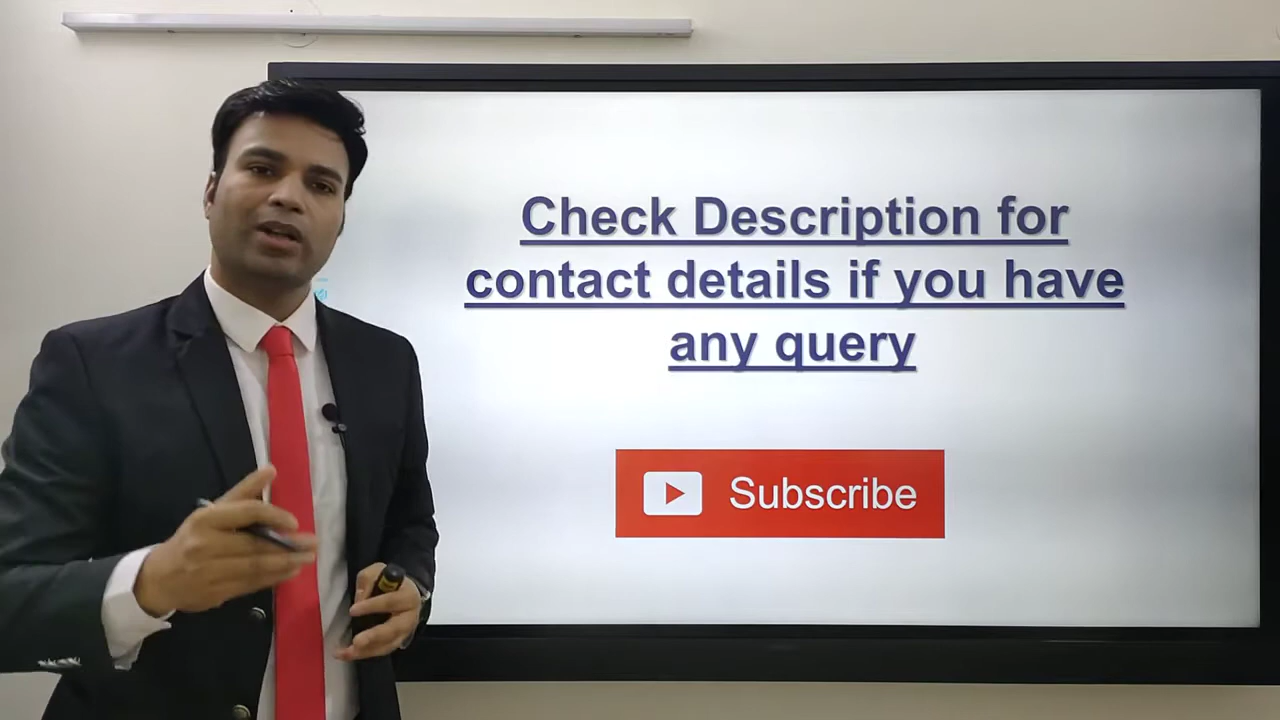 Check Description for
contact details if you have
any query
Subscribe